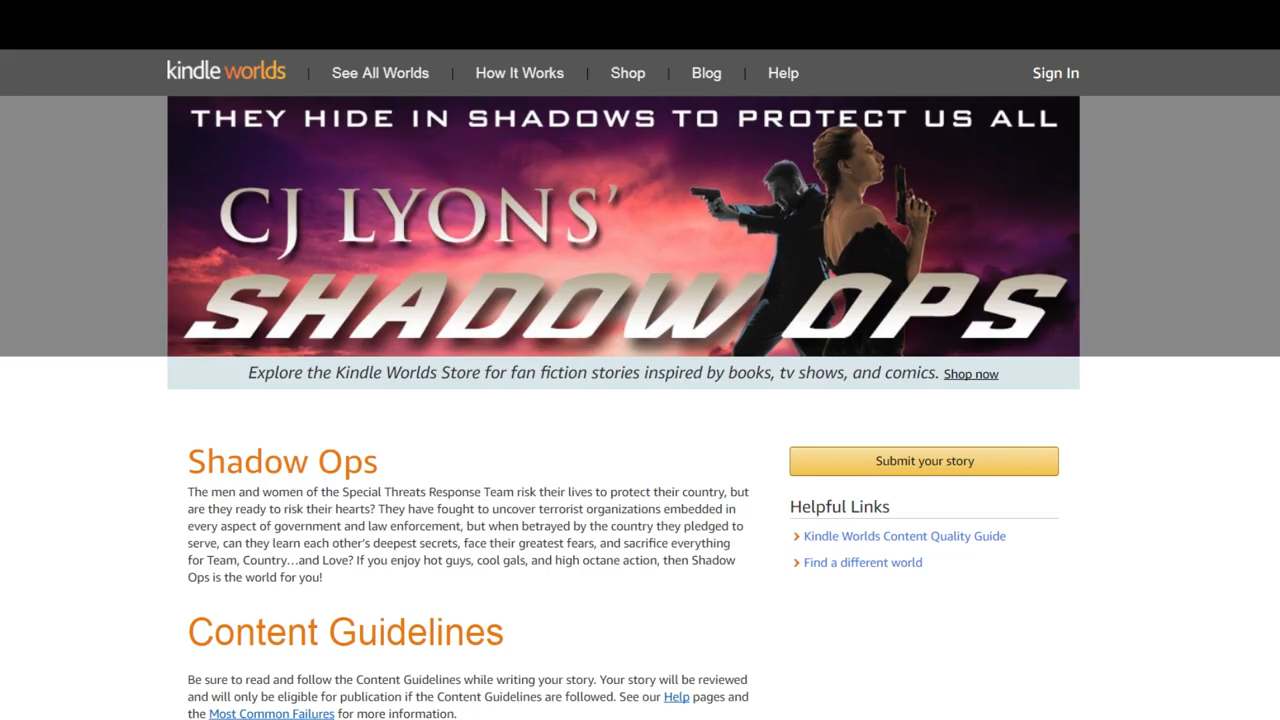 kindle worlds | See All Worlds | How It Works | Shop | Blog | Help Sign In
THEY HIDE IN SHADOWS TO PROTECT US ALL
CJ LYONS'
SHADOW OPS
Explore the Kindle Worlds Store for fan fiction stories inspired by books, tv shows, and comics. Shop now
Shadow Ops
The men and women of the Special Threats Response Team risk their lives to protect their country, but
are they ready to risk their hearts? They have fought to uncover terrorist organizations embedded in
every aspect of government and law enforcement, but when betrayed by the country they pledged to
serve, can they learn each other's deepest secrets, face their greatest fears, and sacrifice everything
for Team, Country…and Love? If you enjoy hot guys, cool gals, and high octane action, then Shadow
Ops is the world for you!
Content Guidelines
Be sure to read and follow the Content Guidelines while writing your story. Your story will be reviewed
and will only be eligible for publication if the Content Guidelines are followed. See our Help pages and
the Most Common Failures for more information.
Submit your story
Helpful Links
Kindle Worlds Content Quality Guide
Find a different world